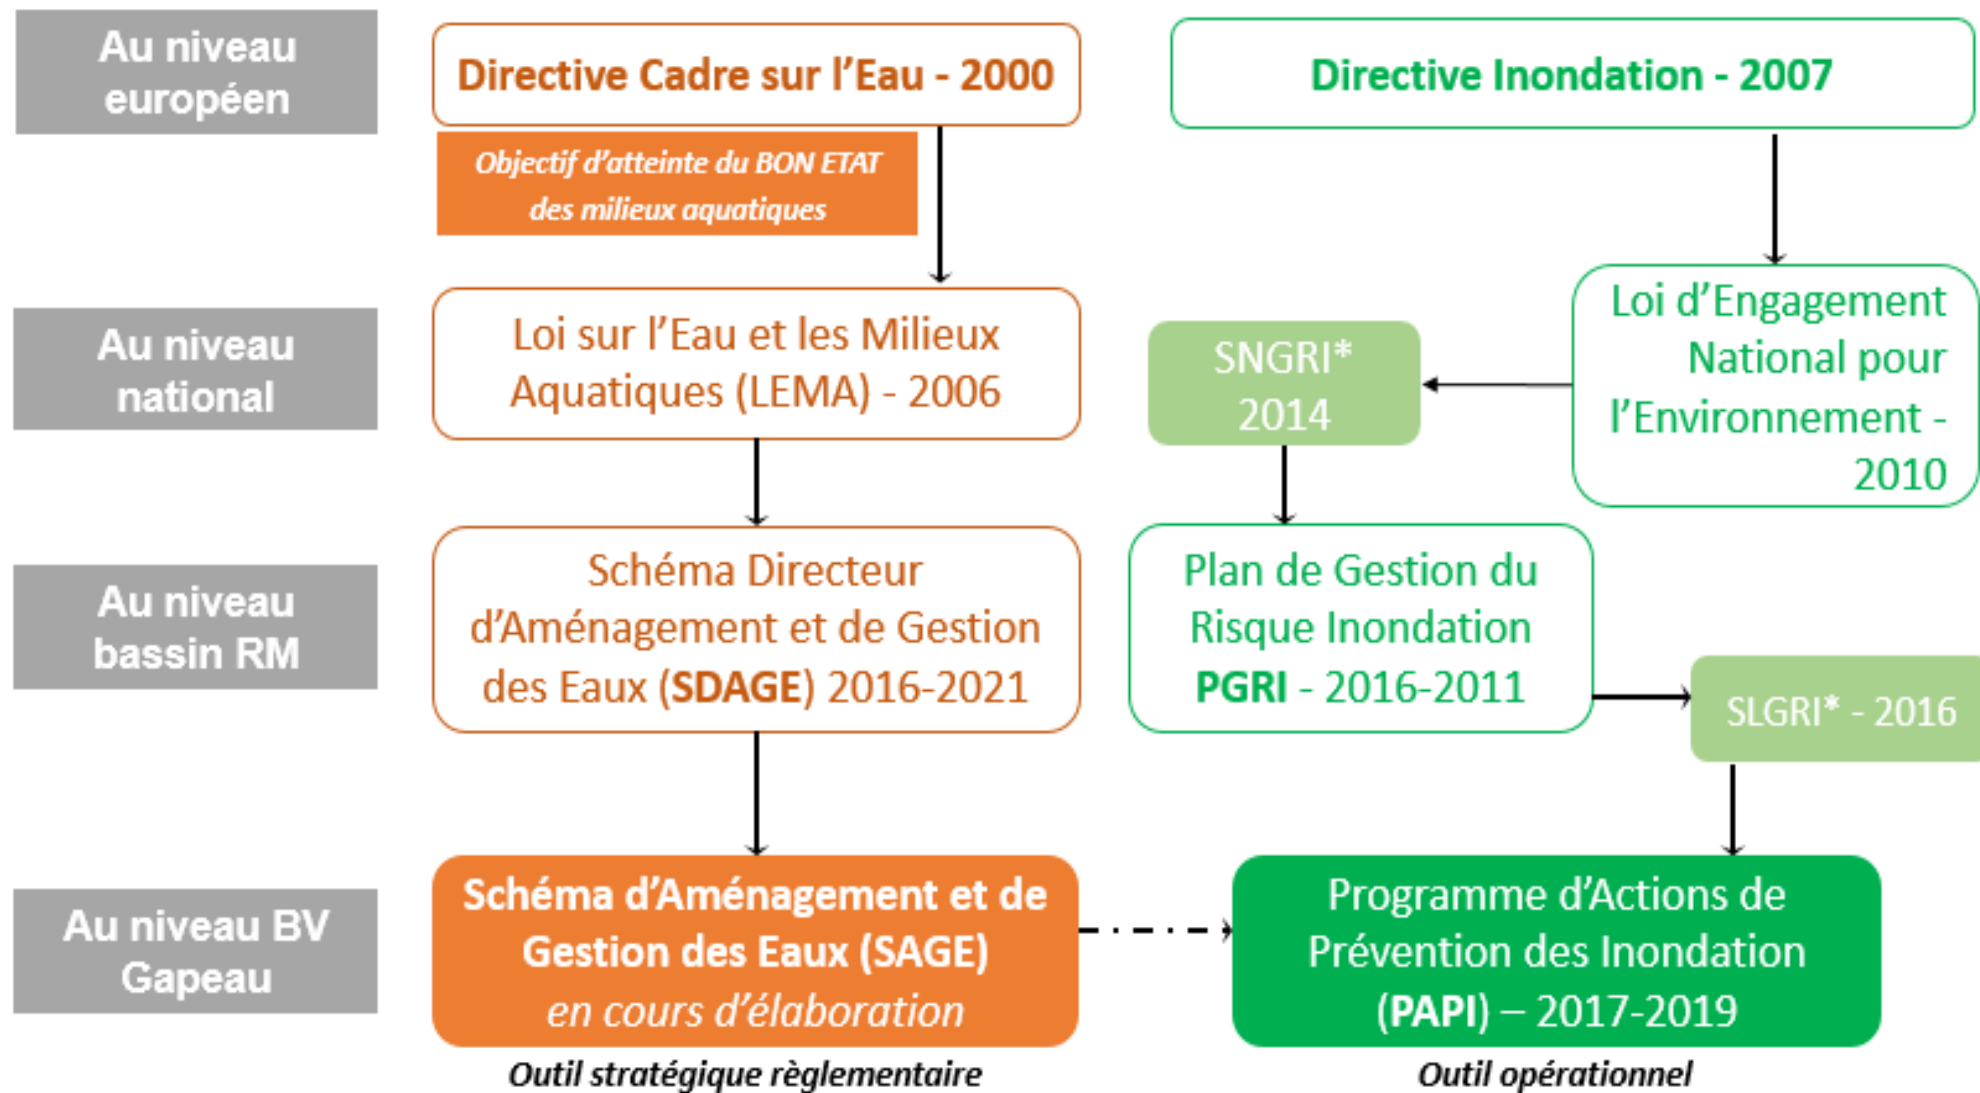 Au niveau
européen
Directive Cadre sur l'Eau - 2000
Directive Inondation - 2007
Objectif d'atteinte du BON ETAT
des milieux aquatiques
Au niveau
national
Loi sur l'Eau et les Milieux
Aquatiques (LEMA) - 2006
SNGRI*
2014
Loi d'Engagement
National pour
l'Environnement -
2010
Au niveau
bassin RM
Schéma Directeur
d'Aménagement et de Gestion
des Eaux (SDAGE) 2016-2021
Plan de Gestion du
Risque Inondation
PGRI - 2016-2011
SLGRI* - 2016
Au niveau BV
Gapeau
Schéma d'Aménagement et de
Gestion des Eaux (SAGE)
en cours d'élaboration
Programme d'Actions de
Prévention des Inondation
(PAPI) – 2017-2019
Outil stratégique règlementaire
Outil opérationnel